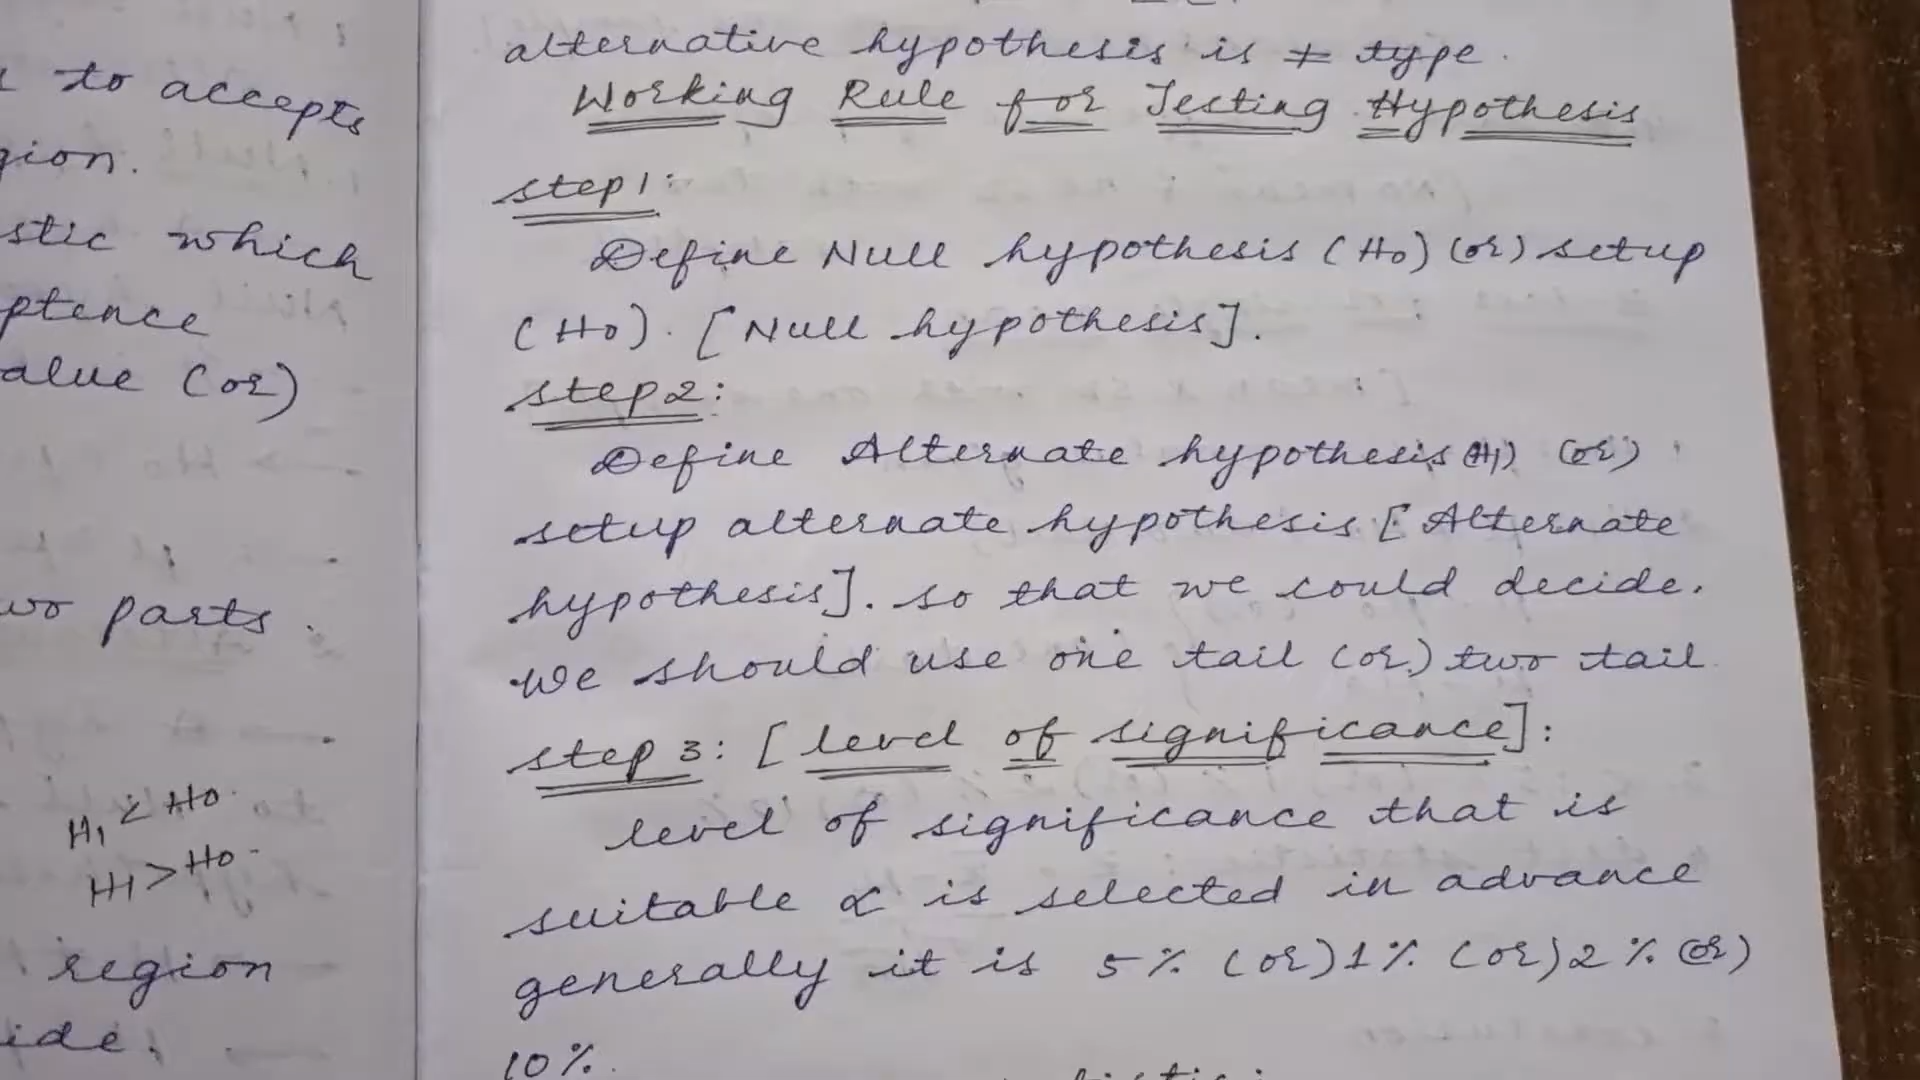 to accepts
gion.
stic which
ptence
alue (or)
wo parts.
H1 < H0.
H1 > H0.
region
ide.
alternative hypothesis is ≠ type.
Working Rule for Testing Hypothesis
step 1:
Define Null hypothesis (H0) (or) setup
(H0). [Null hypothesis].
step 2:
Define Alternate hypothesis (H1) (or)
setup alternate hypothesis [Alternate
hypothesis]. so that we could decide.
we should use one tail (or) two tail
step 3: [level of significance]:
level of significance that is
suitable α is selected in advance
generally it is 5% (or) 1% (or) 2% (or)
10%.